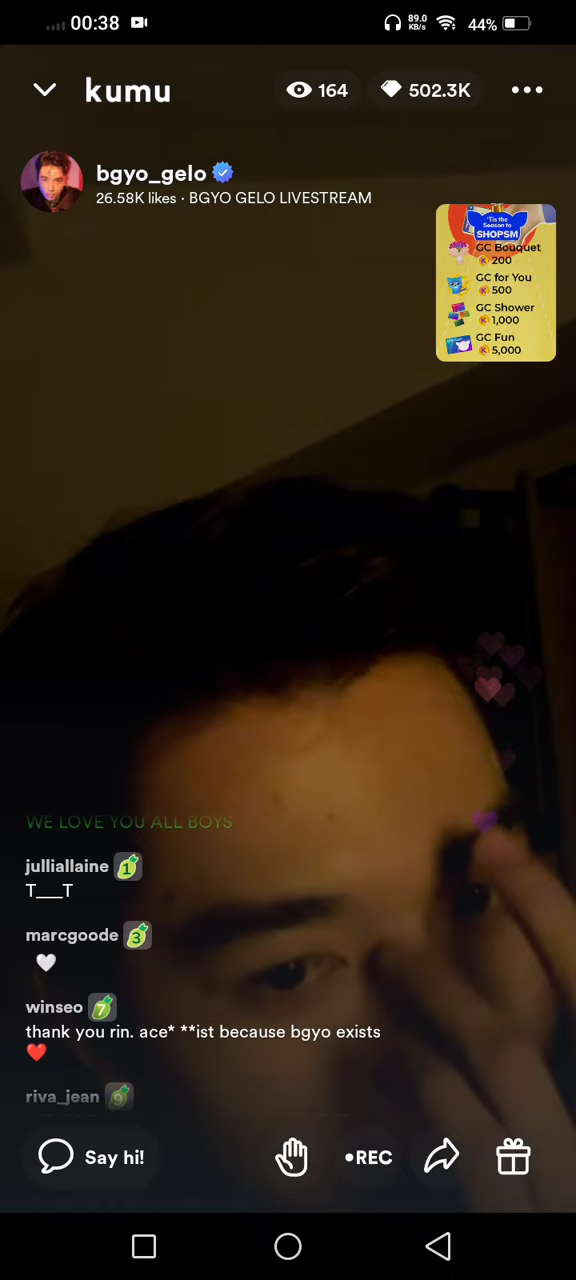 00:38
89.0
KB/s
44%
kumu
164
502.3K
bgyo_gelo
26.58K likes · BGYO GELO LIVESTREAM
'Tis the
Season to
SHOPSM
GC Bouquet
200
GC for You
500
GC Shower
1,000
GC Fun
5,000
WE LOVE YOU ALL BOYS
julliallaine 1
T___T
marcgoode 3
🤍
winseo 7
thank you rin. ace* **ist because bgyo exists
❤️
riva_jean 9
Say hi!
•REC